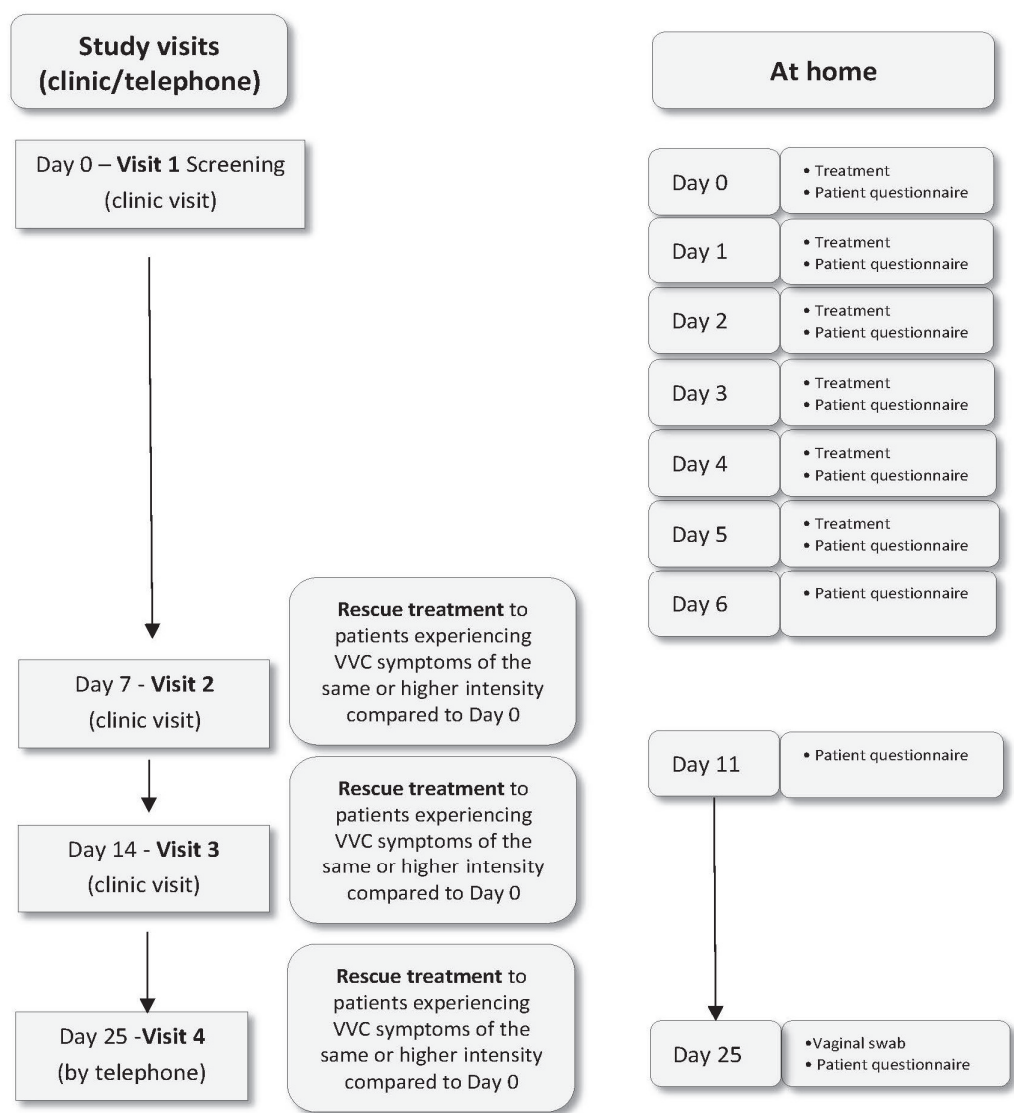 Study visits
(clinic/telephone)
Day 0 – Visit 1 Screening
(clinic visit)
Day 7 - Visit 2
(clinic visit)
Rescue treatment to
patients experiencing
VVC symptoms of the
same or higher intensity
compared to Day 0
Day 14 - Visit 3
(clinic visit)
Rescue treatment to
patients experiencing
VVC symptoms of the
same or higher intensity
compared to Day 0
Day 25 -Visit 4
(by telephone)
Rescue treatment to
patients experiencing
VVC symptoms of the
same or higher intensity
compared to Day 0
At home
Day 0
• Treatment
• Patient questionnaire
Day 1
• Treatment
• Patient questionnaire
Day 2
• Treatment
• Patient questionnaire
Day 3
• Treatment
• Patient questionnaire
Day 4
• Treatment
• Patient questionnaire
Day 5
• Treatment
• Patient questionnaire
Day 6
• Patient questionnaire
Day 11
• Patient questionnaire
Day 25
•Vaginal swab
• Patient questionnaire